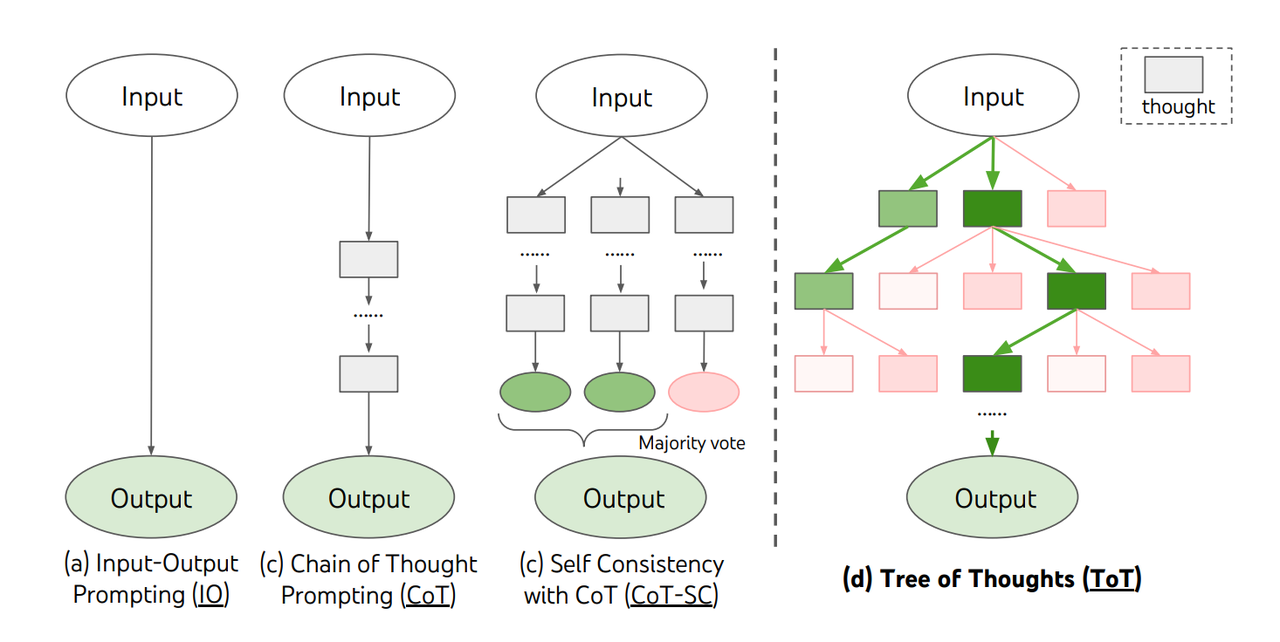 Input
Input
Input
Input
thought
......
......
......
......
......
Majority vote
Output
Output
Output
Output
(a) Input-Output
Prompting (IO)
(c) Chain of Thought
Prompting (CoT)
(c) Self Consistency
with CoT (CoT-SC)
(d) Tree of Thoughts (ToT)